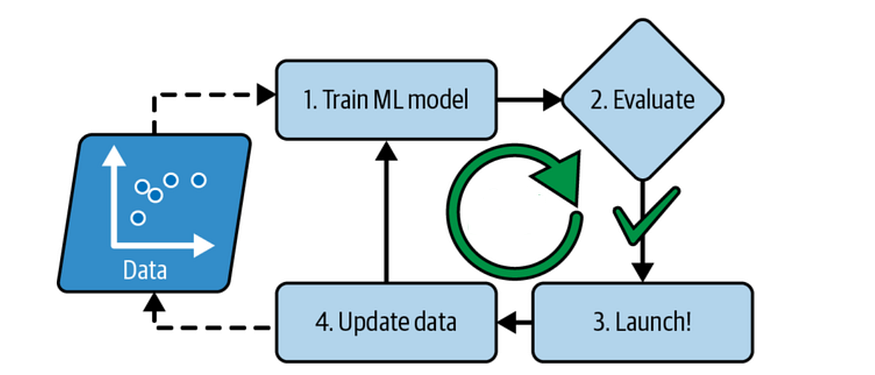 1. Train ML model
2. Evaluate
Data
4. Update data
3. Launch!